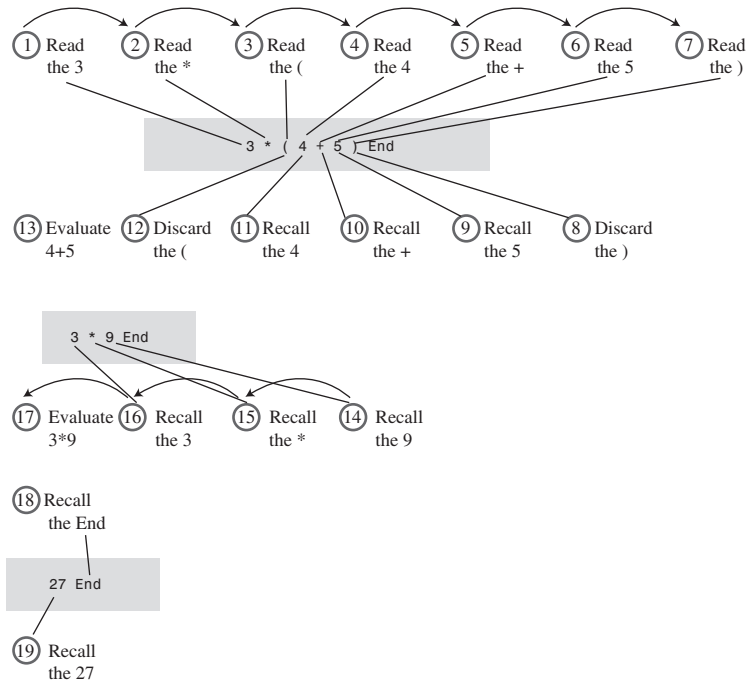 1 Read the 3
2 Read the *
3 Read the (
4 Read the 4
5 Read the +
6 Read the 5
7 Read the )
3 * ( 4 + 5 ) End
13 Evaluate 4+5
12 Discard the (
11 Recall the 4
10 Recall the +
9 Recall the 5
8 Discard the )
3 * 9 End
17 Evaluate 3*9
16 Recall the 3
15 Recall the *
14 Recall the 9
18 Recall the End
27 End
19 Recall the 27